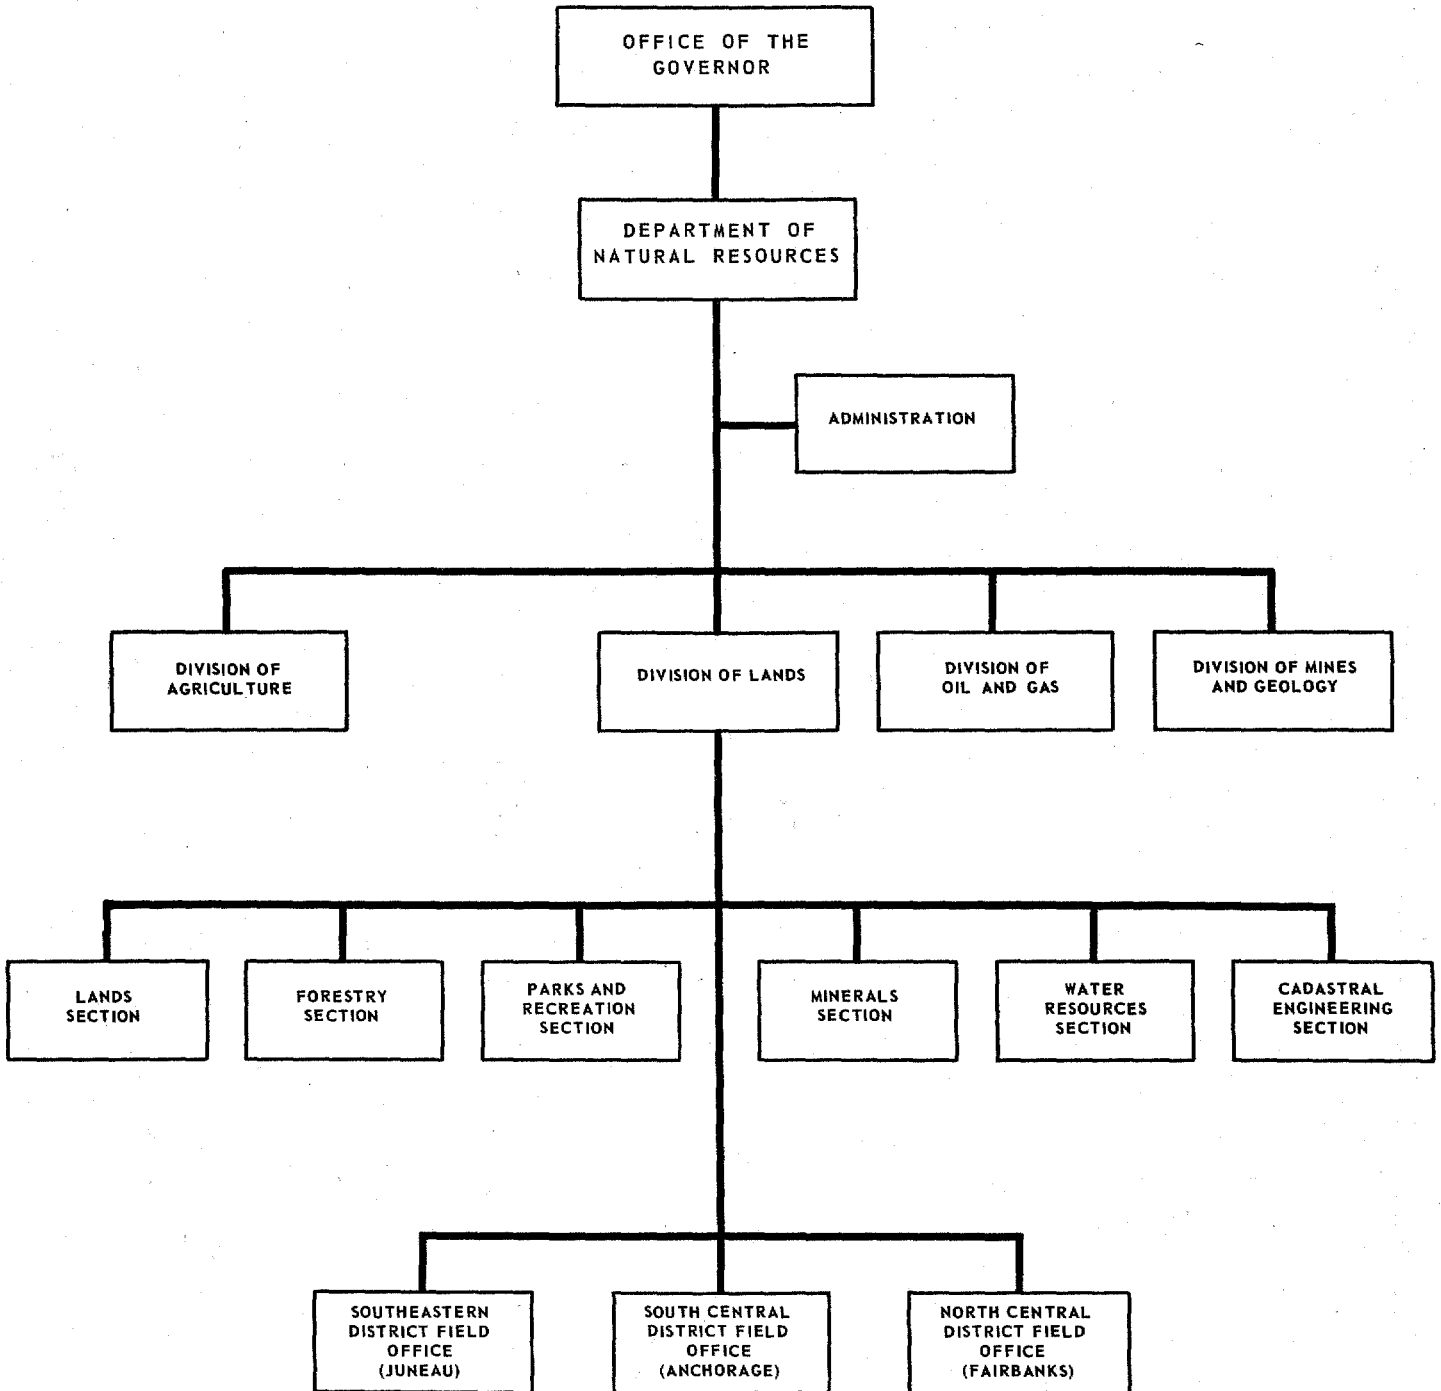 OFFICE OF THE
GOVERNOR
DEPARTMENT OF
NATURAL RESOURCES
ADMINISTRATION
DIVISION OF
AGRICULTURE
DIVISION OF LANDS
DIVISION OF
OIL AND GAS
DIVISION OF MINES
AND GEOLOGY
LANDS
SECTION
FORESTRY
SECTION
PARKS AND
RECREATION
SECTION
MINERALS
SECTION
WATER
RESOURCES
SECTION
CADASTRAL
ENGINEERING
SECTION
SOUTHEASTERN
DISTRICT FIELD
OFFICE
(JUNEAU)
SOUTH CENTRAL
DISTRICT FIELD
OFFICE
(ANCHORAGE)
NORTH CENTRAL
DISTRICT FIELD
OFFICE
(FAIRBANKS)